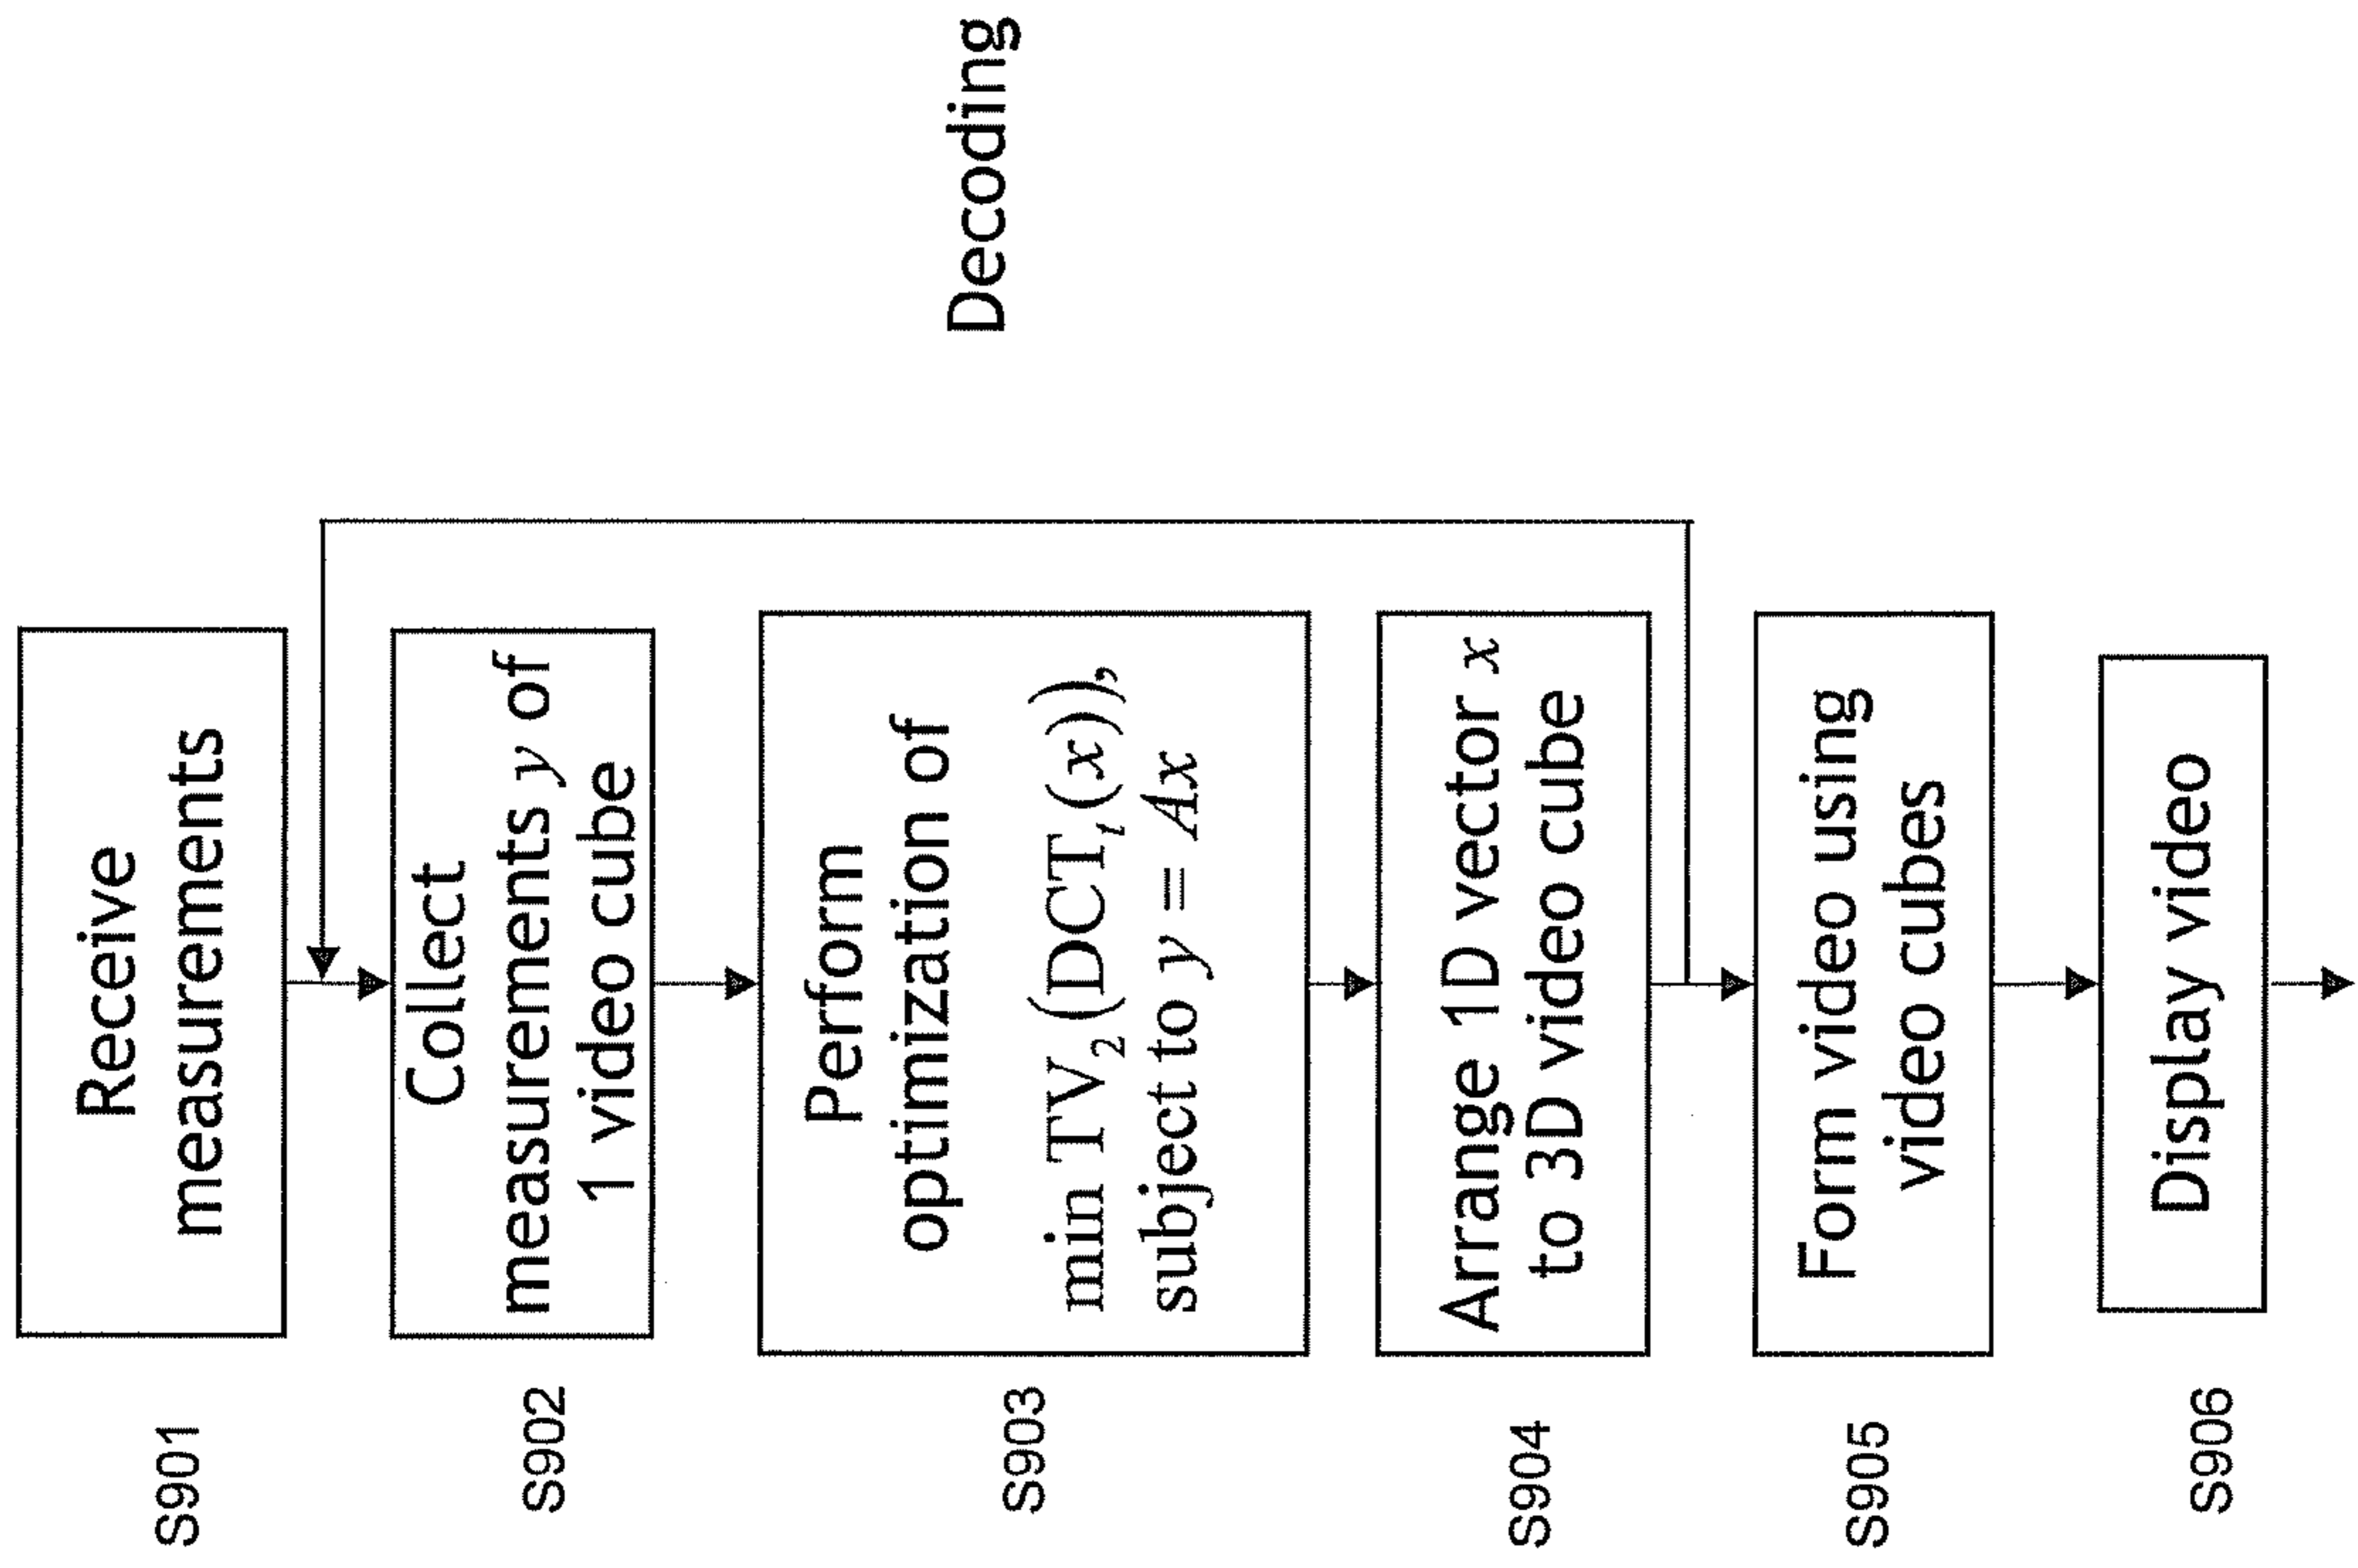 S901
Receive
measurements
S902
Collect
measurements y of
1 video cube
S903
Perform
optimization of
min TV₂(DCTₜ(x)),
subject to y = Ax
S904
Arrange 1D vector x
to 3D video cube
S905
Form video using
video cubes
S906
Display video
Decoding